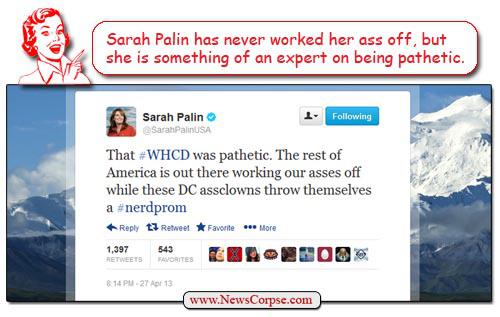 Sarah Palin has never worked her ass off, but
she is something of an expert on being pathetic.
Sarah Palin
@SarahPalinUSA
Following
That #WHCD was pathetic. The rest of
America is out there working our asses off
while these DC assclowns throw themselves
a #nerdprom
Reply Retweet Favorite More
1,397 543
RETWEETS FAVORITES
6:14 PM - 27 Apr 13
www.NewsCorpse.com